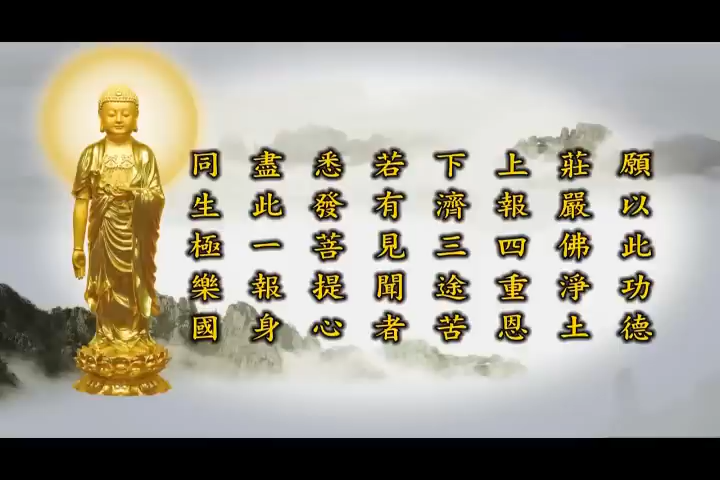 願以此功德
莊嚴佛淨土
上報四重恩
下濟三途苦
若有見聞者
悉發菩提心
盡此一報身
同生極樂國